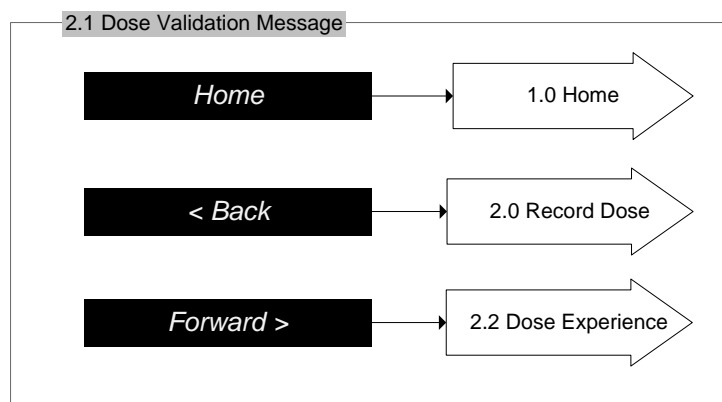 2.1 Dose Validation Message
Home
1.0 Home
< Back
2.0 Record Dose
Forward >
2.2 Dose Experience